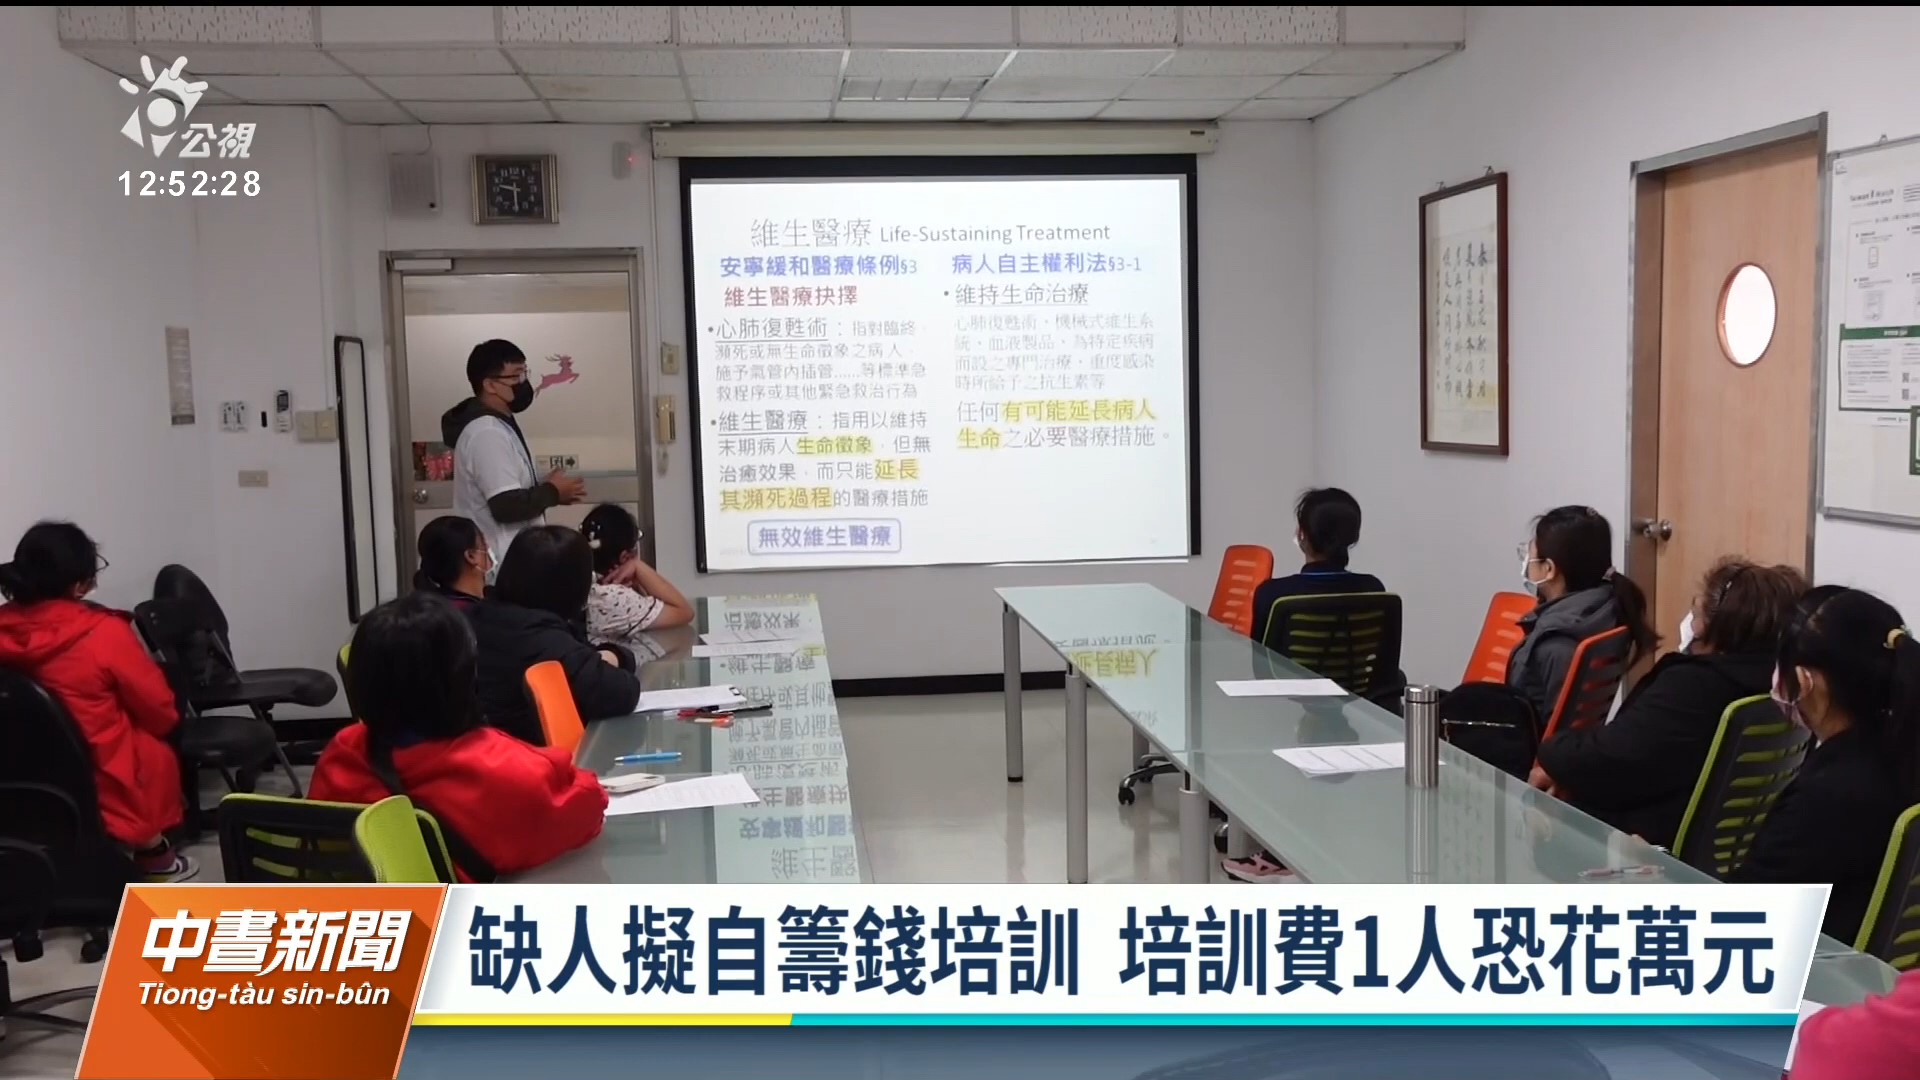 公視
12:52:28
維生醫療 Life-Sustaining Treatment
安寧緩和醫療條例§3
維生醫療抉擇
•心肺復甦術：指對臨終、
瀕死或無生命徵象之病人，
施予氣管內插管……等標準急
救程序或其他緊急救治行為
•維生醫療：指用以維持
末期病人生命徵象，但無
治癒效果，而只能延長
其瀕死過程的醫療措施
無效維生醫療
病人自主權利法§3-1
•維持生命治療
心肺復甦術、機械式維生系
統、血液製品、為特定疾病
而設之專門治療、重度感染
時所給予之抗生素等
任何有可能延長病人
生命之必要醫療措施。
中晝新聞
Tiong-tàu sin-bûn
缺人擬自籌錢培訓 培訓費1人恐花萬元